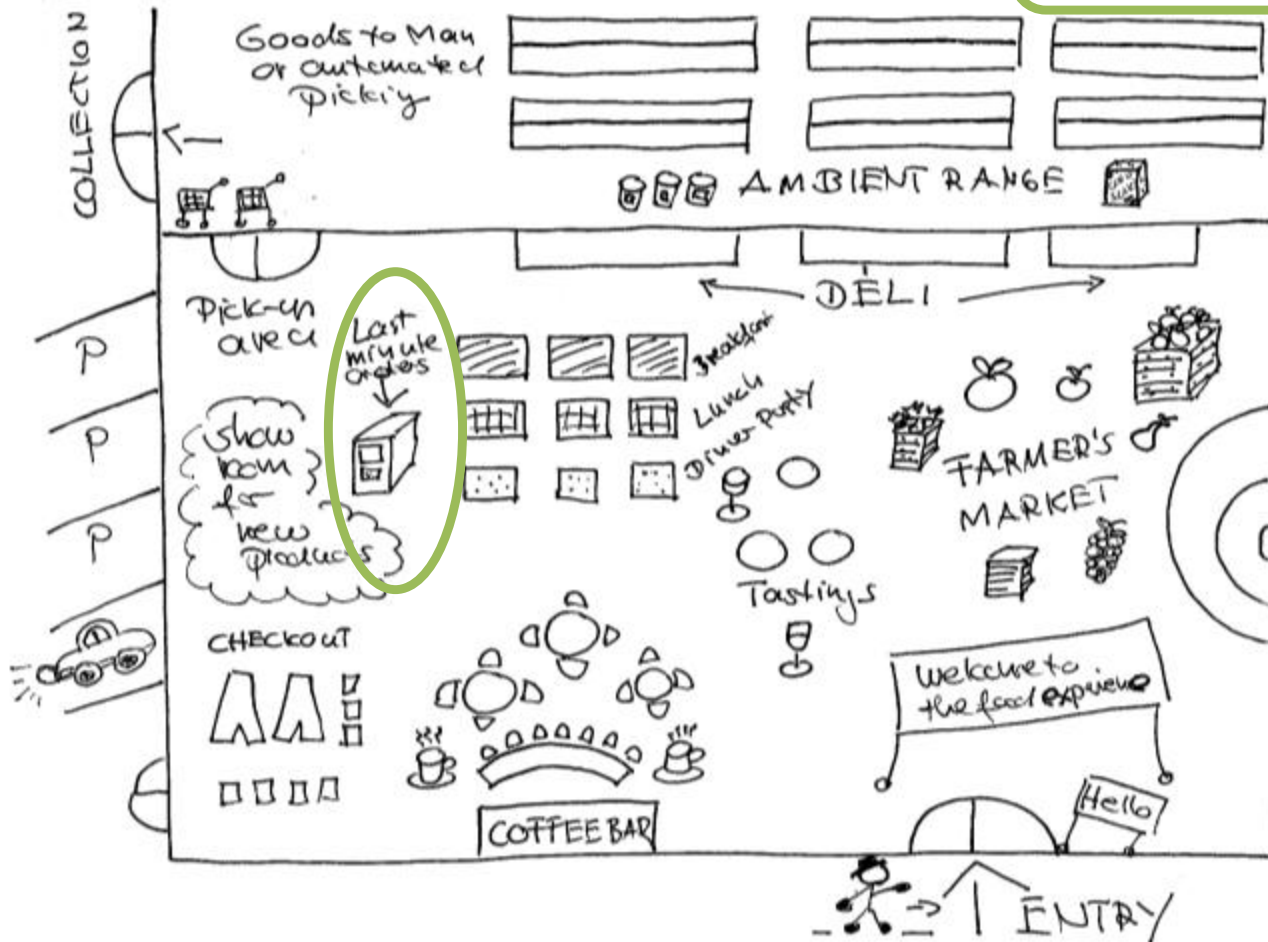 COLLECTION
Goods to Man
or automated
Picking
AMBIENT RANGE
DELI
Pick-up
area
Last
minute
orders
Breakfast
Lunch
Dinner-Party
show
room
for
new
products
P
P
P
FARMER'S
MARKET
Tastings
CHECKOUT
Welcome to
the food experience
Hello
COFFEE BAR
ENTRY